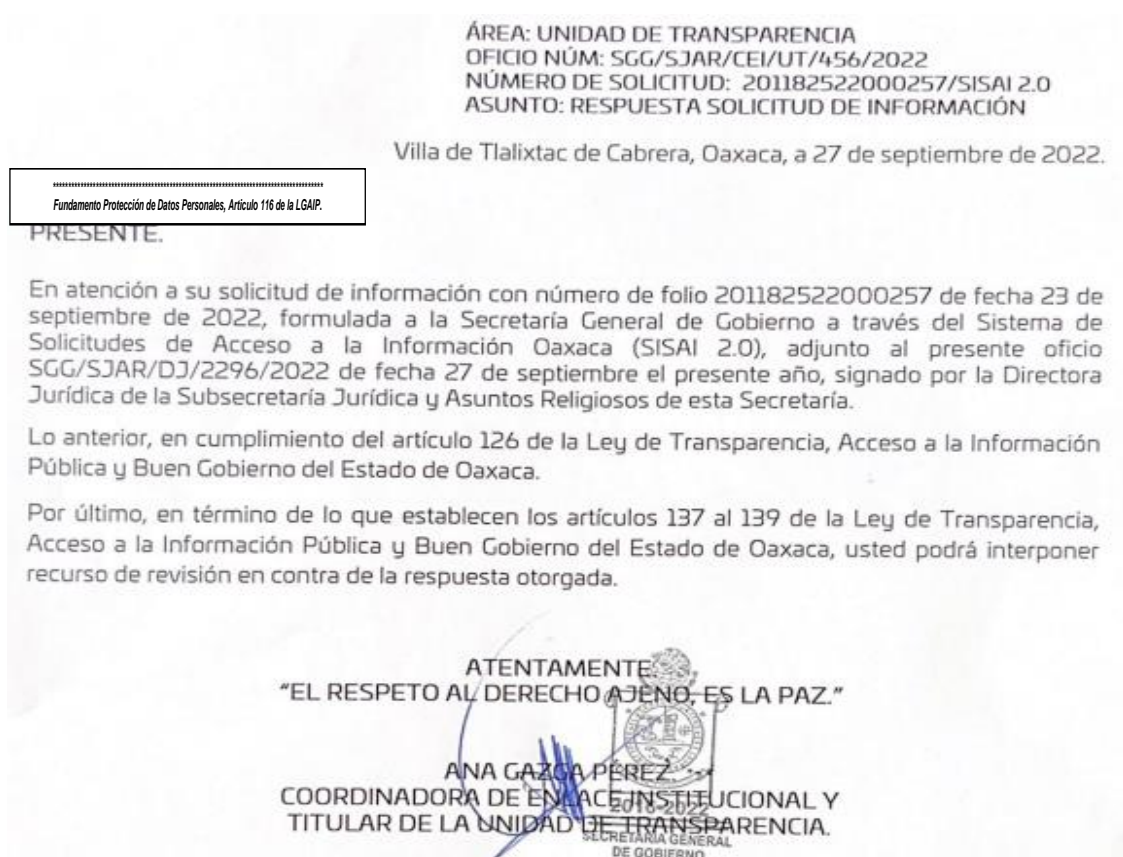 ÁREA: UNIDAD DE TRANSPARENCIA
OFICIO NÚM: SGG/SJAR/CEI/UT/456/2022
NÚMERO DE SOLICITUD: 201182522000257/SISAI 2.0
ASUNTO: RESPUESTA SOLICITUD DE INFORMACIÓN
Villa de Tlalixtac de Cabrera, Oaxaca, a 27 de septiembre de 2022.
Fundamento Protección de Datos Personales, Artículo 116 de la LGAIP.
PRESENTE.
En atención a su solicitud de información con número de folio 201182522000257 de fecha 23 de
septiembre de 2022, formulada a la Secretaría General de Gobierno a través del Sistema de
Solicitudes de Acceso a la Información Oaxaca (SISAI 2.0), adjunto al presente oficio
SGG/SJAR/DJ/2296/2022 de fecha 27 de septiembre el presente año, signado por la Directora
Jurídica de la Subsecretaría Jurídica y Asuntos Religiosos de esta Secretaría.
Lo anterior, en cumplimiento del artículo 126 de la Ley de Transparencia, Acceso a la Información
Pública y Buen Gobierno del Estado de Oaxaca.
Por último, en término de lo que establecen los artículos 137 al 139 de la Ley de Transparencia,
Acceso a la Información Pública y Buen Gobierno del Estado de Oaxaca, usted podrá interponer
recurso de revisión en contra de la respuesta otorgada.
ATENTAMENTE
"EL RESPETO AL DERECHO AJENO, ES LA PAZ."
ANA GAZGA PÉREZ
COORDINADORA DE ENLACE INSTITUCIONAL Y
2016-2022
TITULAR DE LA UNIDAD DE TRANSPARENCIA.
SECRETARÍA GENERAL
DE GOBIERNO